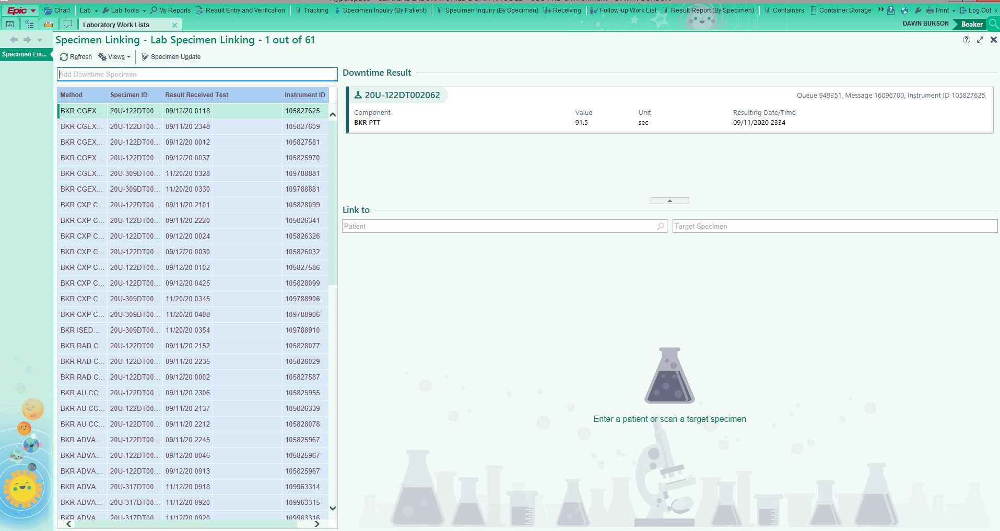 Epic Chart Lab Lab Tools My Reports Result Entry and Verification Tracking Specimen Inquiry (By Patient) Specimen Inquiry (By Specimen) Receiving Follow-up Work List Result Report (By Specimen) Containers Container Storage Print Log Out
Laboratory Work Lists
DAWN BURSON Beaker
Specimen Lin...
Specimen Linking - Lab Specimen Linking - 1 out of 61
Refresh Views Specimen Update
Add Downtime Specimen
Method Specimen ID Result Received Test Instrument ID
BKR CGEX... 20U-122DT00... 09/12/20 0118 105827625
BKR CGEX... 20U-122DT00... 09/11/20 2348 105827609
BKR CGEX... 20U-122DT00... 09/12/20 0012 105827581
BKR CGEX... 20U-122DT00... 09/12/20 0037 105825970
BKR CGEX... 20U-309DT00... 11/20/20 0328 109788881
BKR CGEX... 20U-309DT00... 11/20/20 0330 109788881
BKR CXP C... 20U-122DT00... 09/11/20 2101 105828099
BKR CXP C... 20U-122DT00... 09/11/20 2220 105826341
BKR CXP C... 20U-122DT00... 09/12/20 0024 105826326
BKR CXP C... 20U-122DT00... 09/12/20 0030 105826032
BKR CXP C... 20U-122DT00... 09/12/20 0102 105827586
BKR CXP C... 20U-122DT00... 09/12/20 0425 105828099
BKR CXP C... 20U-309DT00... 11/20/20 0345 109788906
BKR CXP C... 20U-309DT00... 11/20/20 0408 109788906
BKR ISED... 20U-309DT00... 11/20/20 0354 109788910
BKR RAD C... 20U-122DT00... 09/11/20 2152 105828077
BKR RAD C... 20U-122DT00... 09/11/20 2235 105826029
BKR RAD C... 20U-122DT00... 09/12/20 0002 105827587
BKR AU CC... 20U-122DT00... 09/11/20 2306 105825955
BKR AU CC... 20U-122DT00... 09/11/20 2137 105826339
BKR AU CC... 20U-122DT00... 09/11/20 2212 105828078
BKR ADVA... 20U-122DT00... 09/11/20 2245 105825967
BKR ADVA... 20U-122DT00... 09/12/20 0046 105825967
BKR ADVA... 20U-122DT00... 09/12/20 0913 105825967
BKR ADVA... 20U-317DT00... 11/12/20 0918 109963314
BKR ADVA... 20U-317DT00... 11/12/20 0920 109963315
BKR ADVA 20U-317DT00 11/12/20 0920 109963316
Downtime Result
20U-122DT002062
Queue 949351, Message 16096700, Instrument ID 105827625
Component Value Unit Resulting Date/Time
BKR PTT 91.5 sec 09/11/2020 2334
Link to
Patient Target Specimen
Enter a patient or scan a target specimen